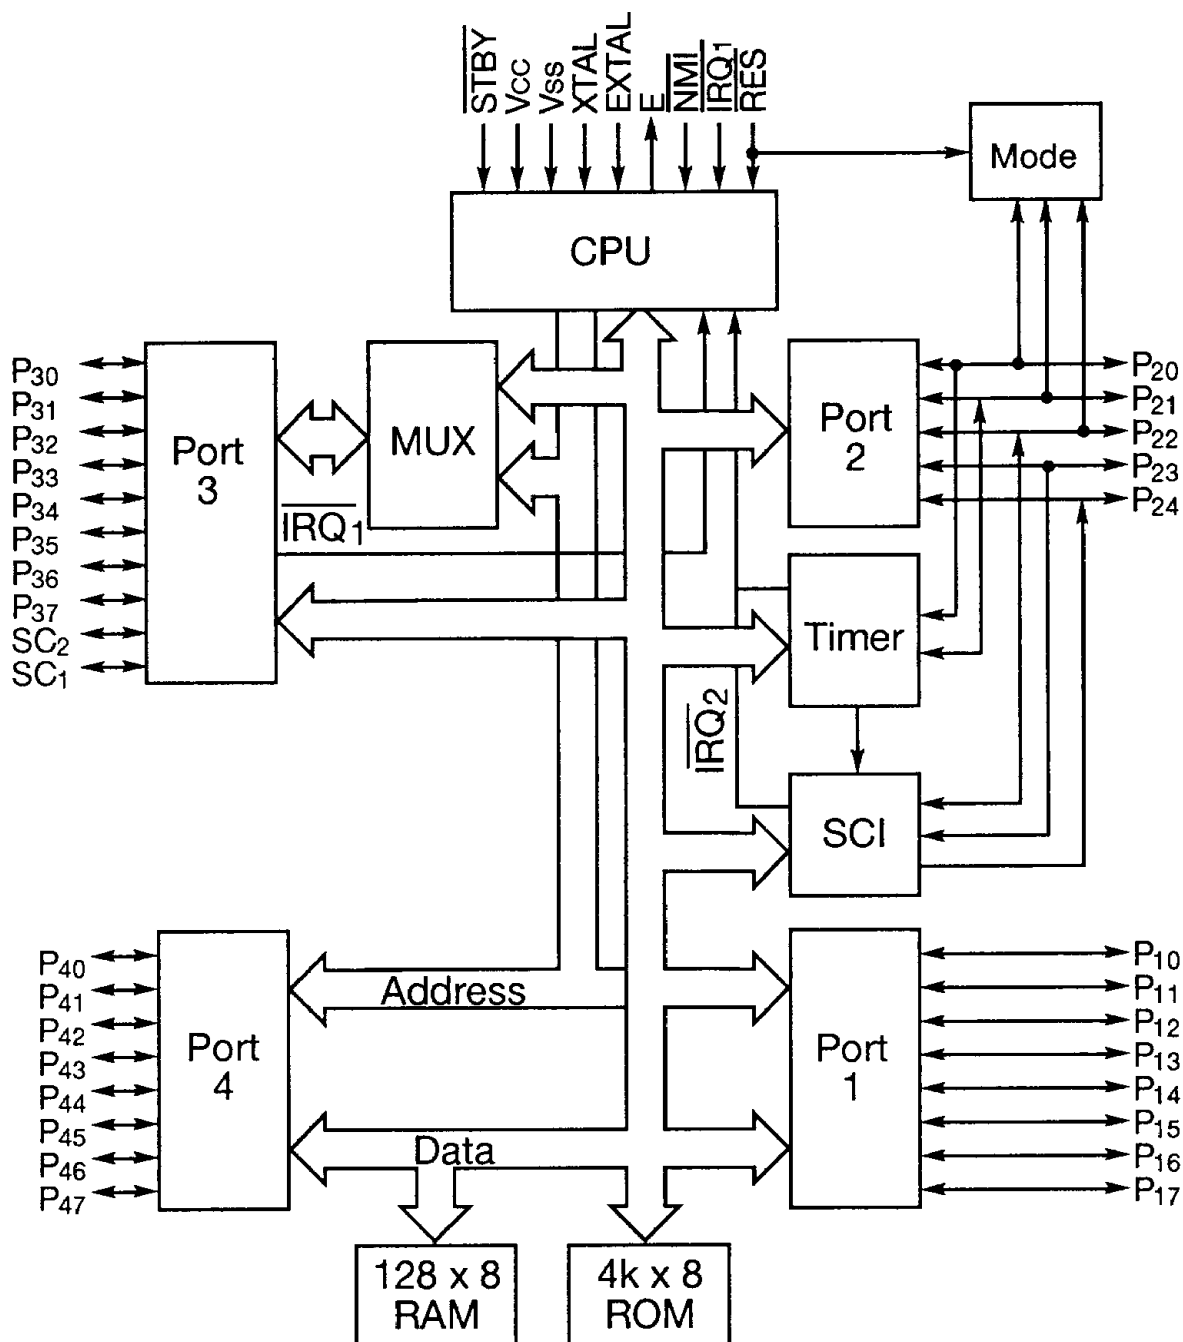 STBY
Vcc
Vss
XTAL
EXTAL
E
NMI
IRQ1
RES
Mode
CPU
P30
P31
P32
P33
P34
P35
P36
P37
SC2
SC1
Port
3
MUX
IRQ1
Port
2
P20
P21
P22
P23
P24
Timer
IRQ2
SCI
P40
P41
P42
P43
P44
P45
P46
P47
Port
4
Address
Data
Port
1
P10
P11
P12
P13
P14
P15
P16
P17
128 x 8
RAM
4k x 8
ROM